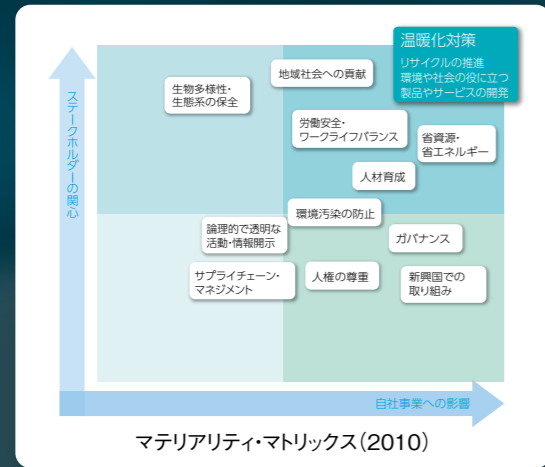 温暖化対策
リサイクルの推進
環境や社会の役に立つ
製品やサービスの開発
地域社会への貢献
生物多様性・
生態系の保全
労働安全・
ワークライフバランス
省資源・
省エネルギー
人材育成
環境汚染の防止
論理的で透明な
活動・情報開示
ガバナンス
サプライチェーン・
マネジメント
人権の尊重
新興国での
取り組み
ステークホルダーの関心
自社事業への影響
マテリアリティ・マトリックス(2010)